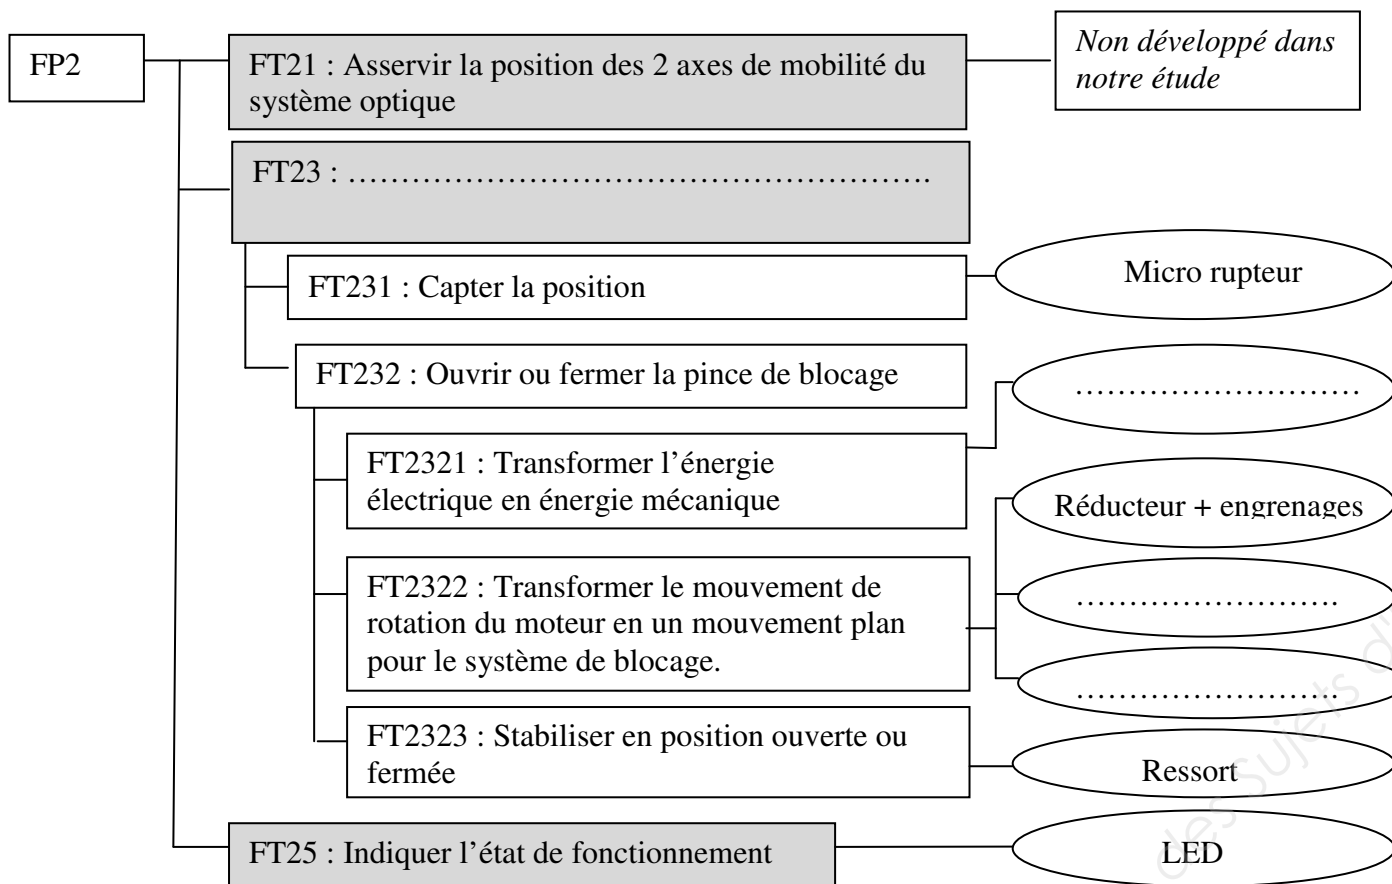 FP2
FT21 : Asservir la position des 2 axes de mobilité du
système optique
Non développé dans
notre étude
FT23 : …………………………………………………….
FT231 : Capter la position
Micro rupteur
FT232 : Ouvrir ou fermer la pince de blocage
………………………
FT2321 : Transformer l’énergie
électrique en énergie mécanique
Réducteur + engrenages
FT2322 : Transformer le mouvement de
rotation du moteur en un mouvement plan
pour le système de blocage.
…………………….
…………………….
FT2323 : Stabiliser en position ouverte ou
fermée
Ressort
FT25 : Indiquer l’état de fonctionnement
LED
des Sujets d'